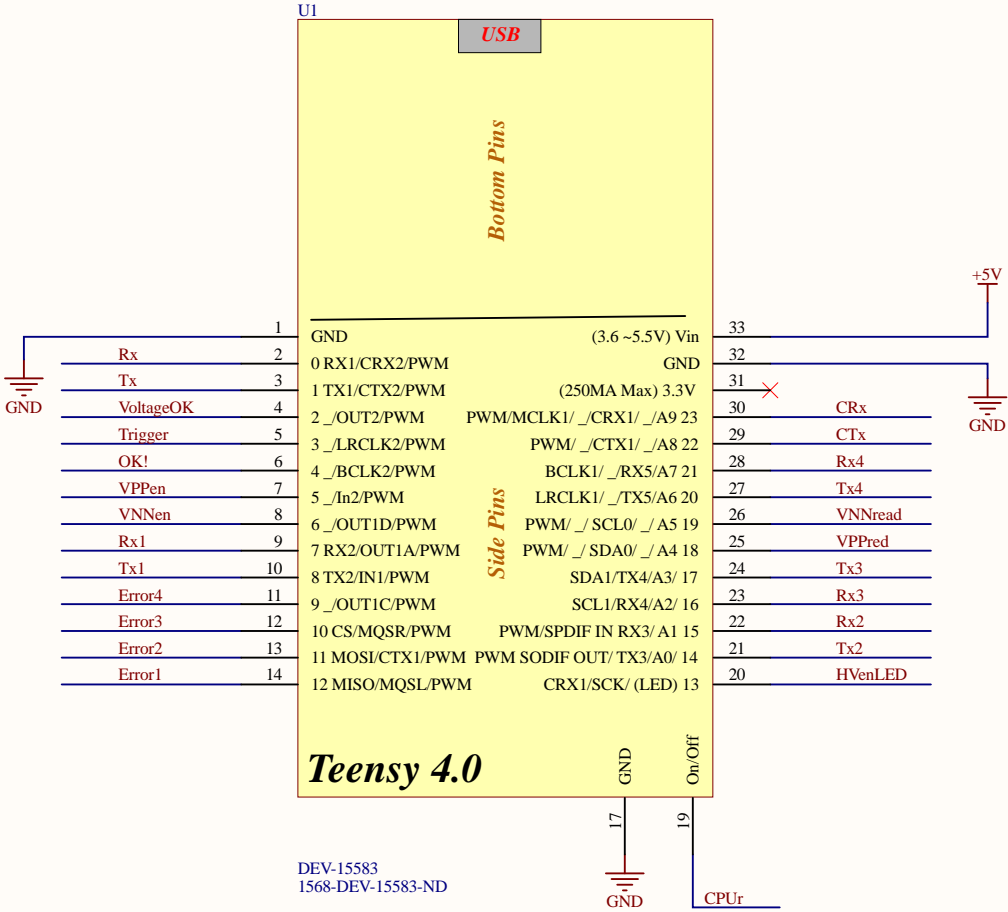 U1
USB
Bottom Pins
+5V
1 GND (3.6 ~5.5V) Vin 33
Rx 2 0 RX1/CRX2/PWM GND 32
Tx 3 1 TX1/CTX2/PWM (250MA Max) 3.3V 31
GND
VoltageOK 4 2 _/OUT2/PWM PWM/MCLK1/ _/CRX1/ _/A9 23 30 CRx
GND
Trigger 5 3 _/LRCLK2/PWM PWM/ _/CTX1/ _/A8 22 29 CTx
OK! 6 4 _/BCLK2/PWM BCLK1/ _/RX5/A7 21 28 Rx4
VPPen 7 5 _/In2/PWM LRCLK1/ _/TX5/A6 20 27 Tx4
VNNen 8 6 _/OUT1D/PWM PWM/ _/ SCL0/ _/ A5 19 26 VNNread
Rx1 9 7 RX2/OUT1A/PWM PWM/ _/ SDA0/ _/ A4 18 25 VPPred
Side Pins
Tx1 10 8 TX2/IN1/PWM SDA1/TX4/A3/ 17 24 Tx3
Error4 11 9 _/OUT1C/PWM SCL1/RX4/A2/ 16 23 Rx3
Error3 12 10 CS/MQSR/PWM PWM/SPDIF IN RX3/ A1 15 22 Rx2
Error2 13 11 MOSI/CTX1/PWM PWM SODIF OUT/ TX3/A0/ 14 21 Tx2
Error1 14 12 MISO/MQSL/PWM CRX1/SCK/ (LED) 13 20 HVenLED
Teensy 4.0
GND
On/Off
17
19
DEV-15583
1568-DEV-15583-ND
GND
CPUr